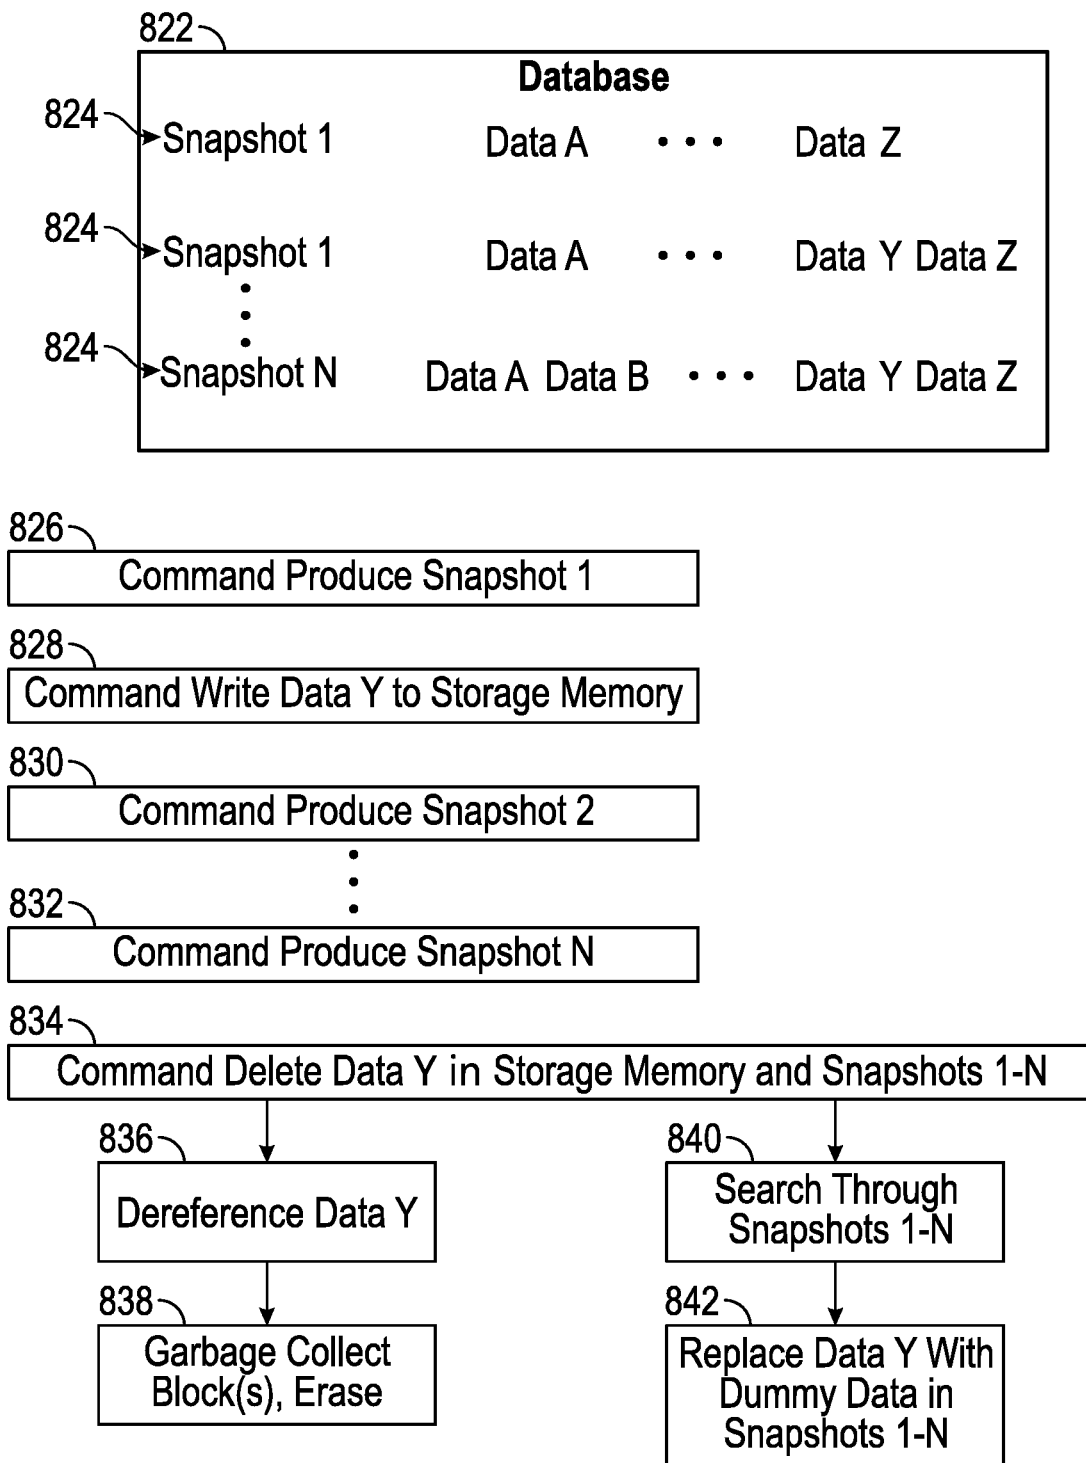 822
Database
824
Snapshot 1 Data A • • • Data Z
824
Snapshot 1 Data A • • • Data Y Data Z
824
Snapshot N Data A Data B • • • Data Y Data Z
826
Command Produce Snapshot 1
828
Command Write Data Y to Storage Memory
830
Command Produce Snapshot 2
832
Command Produce Snapshot N
834
Command Delete Data Y in Storage Memory and Snapshots 1-N
836
Dereference Data Y
840
Search Through
Snapshots 1-N
838
Garbage Collect
Block(s), Erase
842
Replace Data Y With
Dummy Data in
Snapshots 1-N